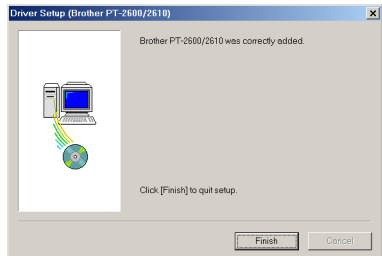 Driver Setup (Brother PT-2600/2610)
Brother PT-2600/2610 was correctly added.
Click [Finish] to quit setup.
Finish
Cancel